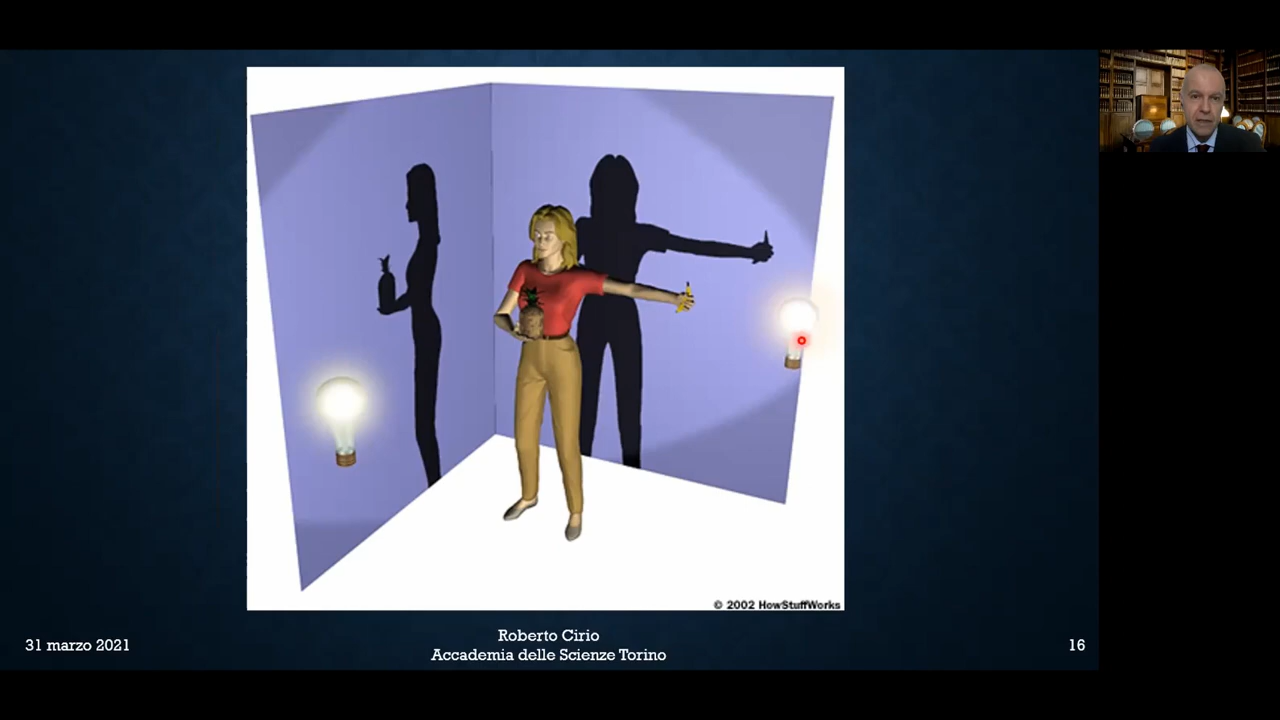 © 2002 HowStuffWorks
31 marzo 2021
Roberto Cirio
Accademia delle Scienze Torino
16